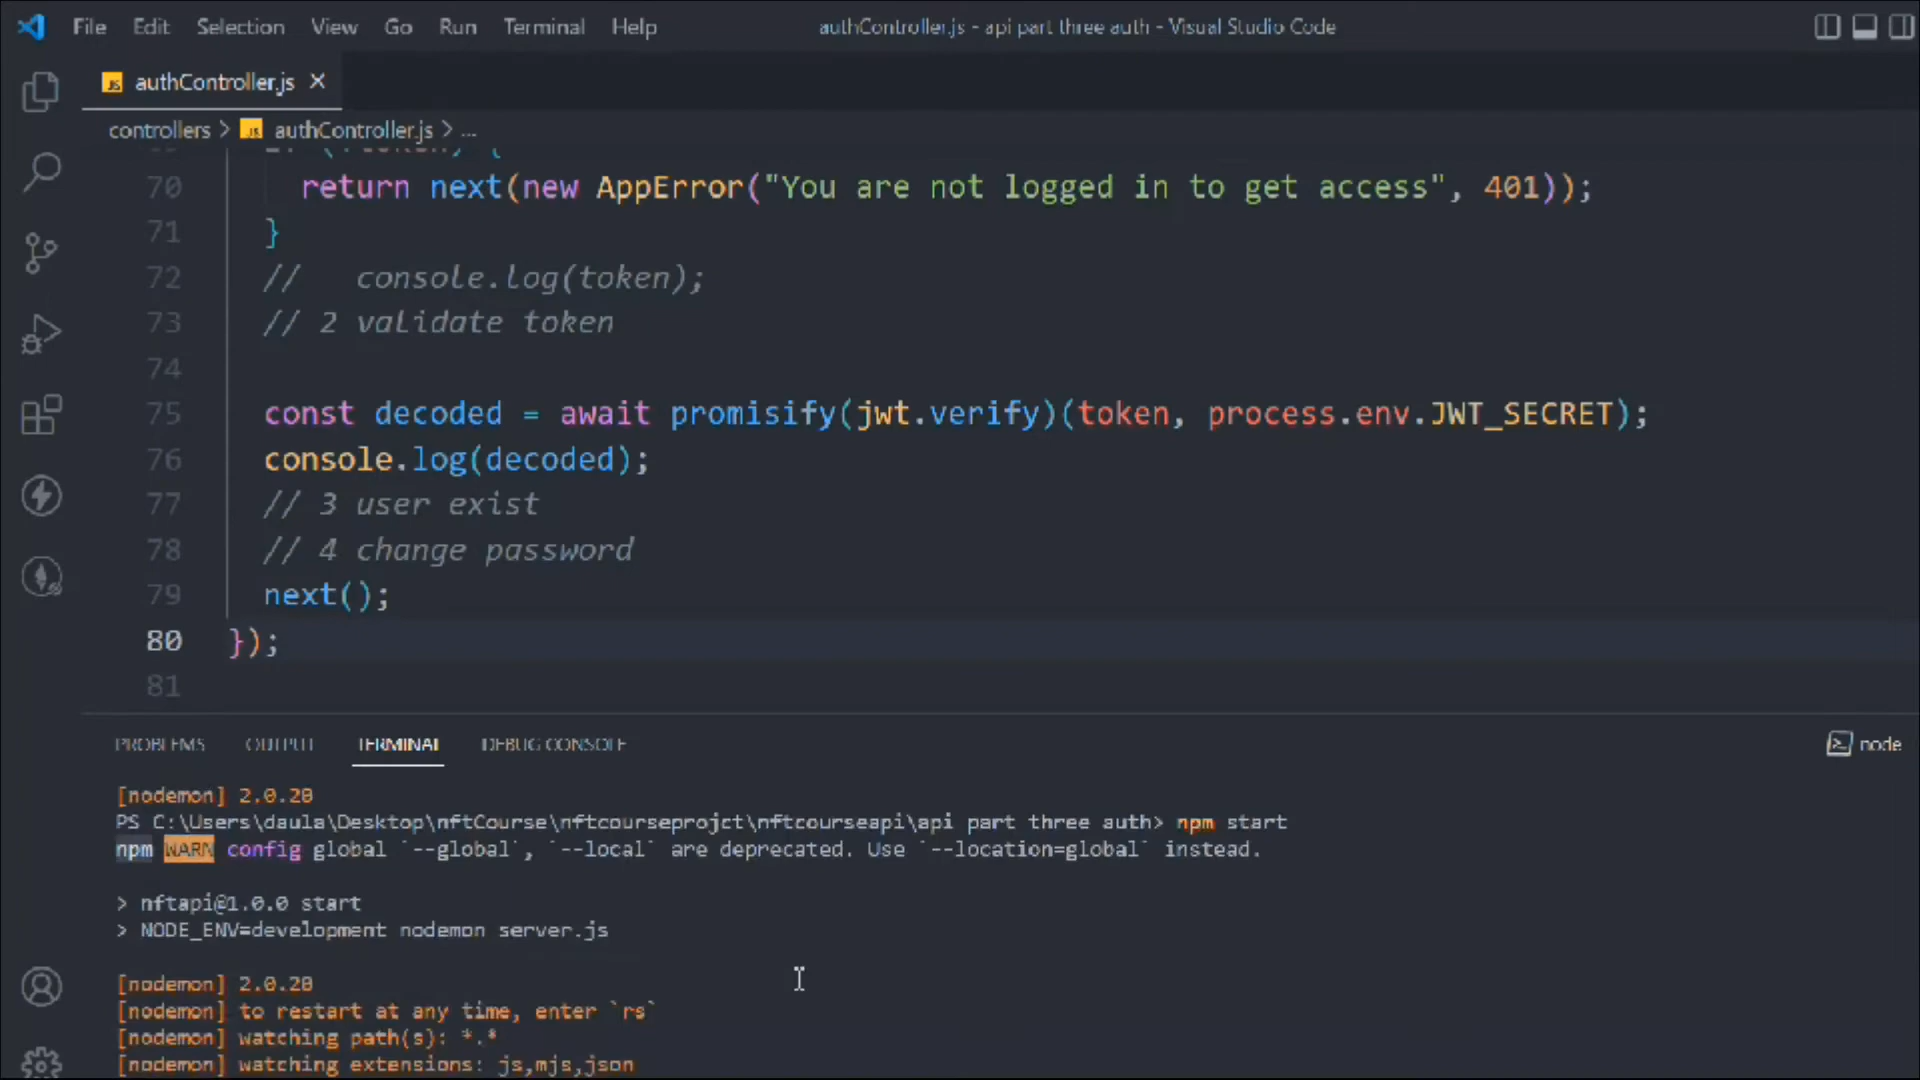 File Edit Selection View Go Run Terminal Help
authController.js - api part three auth - Visual Studio Code
JS authController.js ×
controllers > JS authController.js > ...
70 return next(new AppError("You are not logged in to get access", 401));
71 }
72 //   console.log(token);
73 // 2 validate token
74
75 const decoded = await promisify(jwt.verify)(token, process.env.JWT_SECRET);
76 console.log(decoded);
77 // 3 user exist
78 // 4 change password
79 next();
80 });
81
PROBLEMS OUTPUT TERMINAL DEBUG CONSOLE
node
[nodemon] 2.0.20
PS C:\Users\daula\Desktop\nftCourse\nftcourseprojct\nftcourseapi\api part three auth> npm start
npm WARN config global `--global`, `--local` are deprecated. Use `--location=global` instead.
> nftapi@1.0.0 start
> NODE_ENV=development nodemon server.js
[nodemon] 2.0.20
[nodemon] to restart at any time, enter `rs`
[nodemon] watching path(s): *.*
[nodemon] watching extensions: js,mjs,json